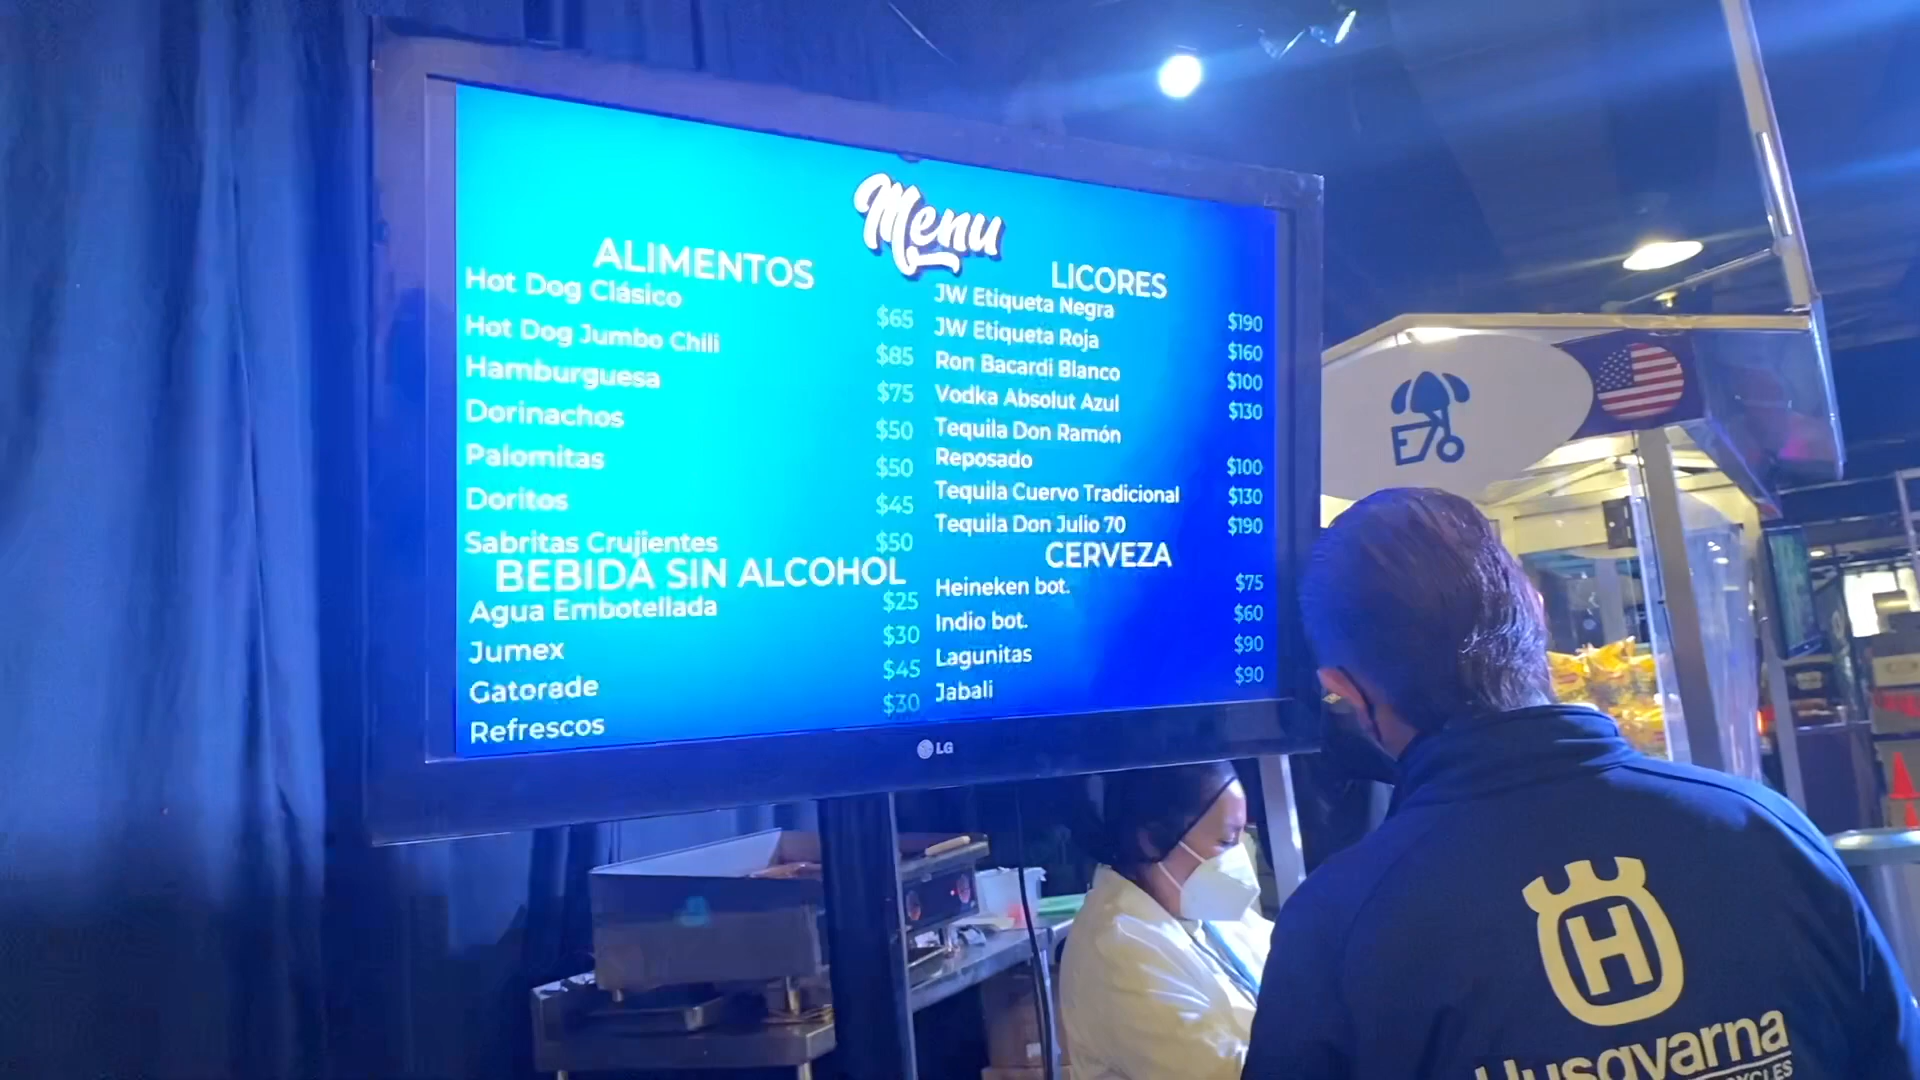 Menu
ALIMENTOS
Hot Dog Clásico $65
Hot Dog Jumbo Chili $85
Hamburguesa $75
Dorinachos $50
Palomitas $50
Doritos $45
Sabritas Crujientes $50
BEBIDA SIN ALCOHOL
Agua Embotellada $25
Jumex $30
Gatorade $45
Refrescos $30
LICORES
JW Etiqueta Negra $190
JW Etiqueta Roja $160
Ron Bacardi Blanco $100
Vodka Absolut Azul $130
Tequila Don Ramón
Reposado $100
Tequila Cuervo Tradicional $130
Tequila Don Julio 70 $190
CERVEZA
Heineken bot. $75
Indio bot. $60
Lagunitas $90
Jabali $90
LG
H
Husqvarna